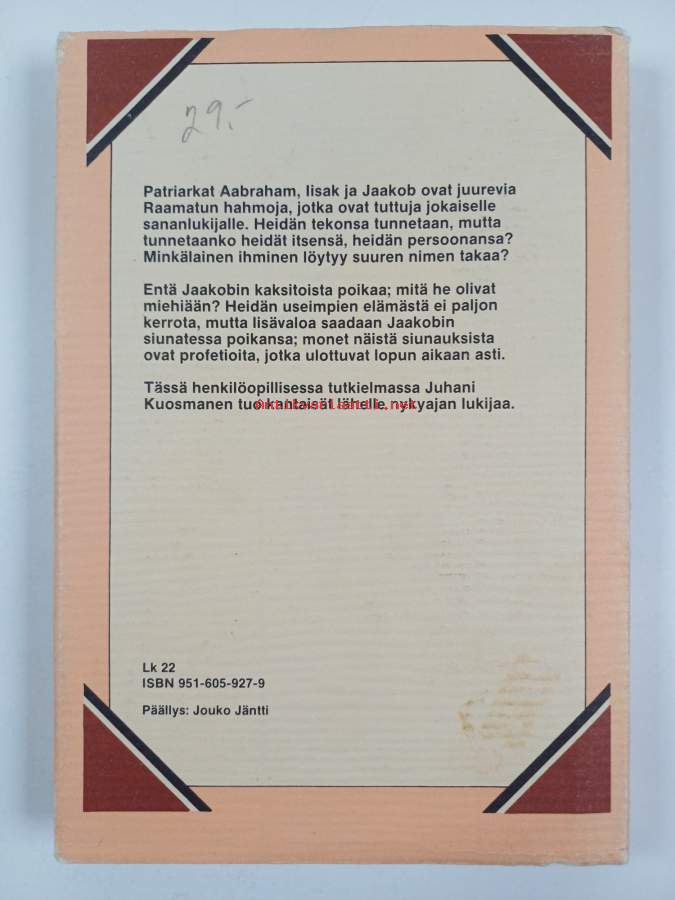 29.-
Patriarkat Aabraham, Iisak ja Jaakob ovat juurevia
Raamatun hahmoja, jotka ovat tuttuja jokaiselle
sananlukijalle. Heidän tekonsa tunnetaan, mutta
tunnetaanko heidät itsensä, heidän persoonansa?
Minkälainen ihminen löytyy suuren nimen takaa?
Entä Jaakobin kaksitoista poikaa; mitä he olivat
miehiään? Heidän useimpien elämästä ei paljon
kerrota, mutta lisävaloa saadaan Jaakobin
siunatessa poikansa; monet näistä siunauksista
ovat profetioita, jotka ulottuvat lopun aikaan asti.
Tässä henkilöopillisessa tutkielmassa Juhani
Kuosmanen tuo kantaisät lähelle nykyajan lukijaa.
Lk 22
ISBN 951-605-927-9
Päällys: Jouko Jäntti